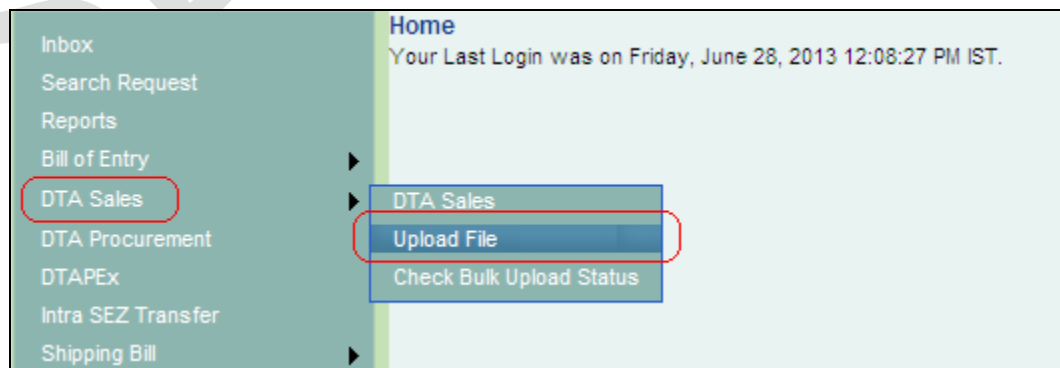 Home
Your Last Login was on Friday, June 28, 2013 12:08:27 PM IST.
Inbox
Search Request
Reports
Bill of Entry
DTA Sales
DTA Procurement
DTAPEx
Intra SEZ Transfer
Shipping Bill
DTA Sales
Upload File
Check Bulk Upload Status